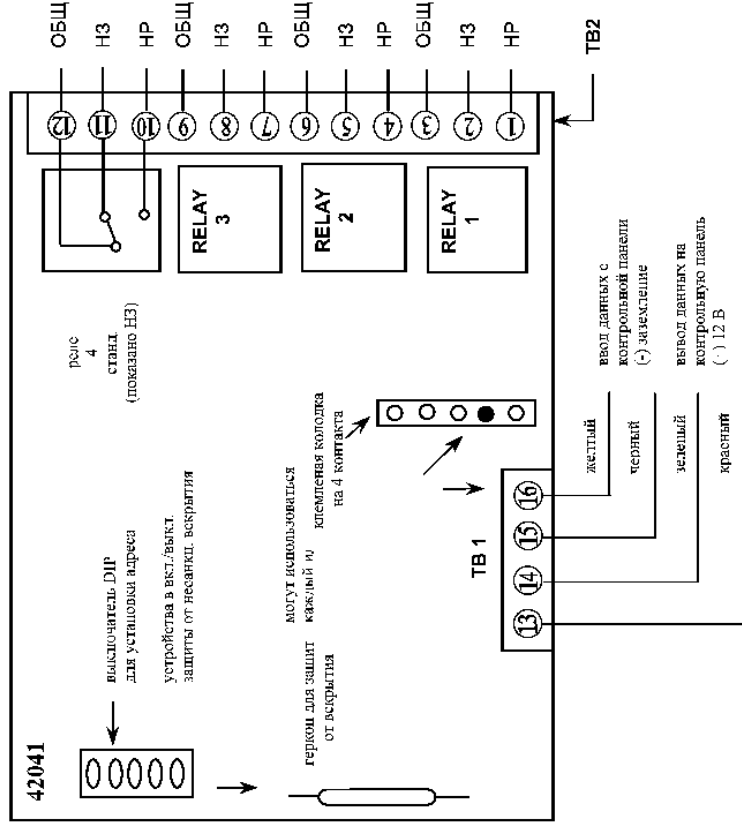 42041
выключатель DIP
для установки адреса
устройства в вкл./выкл.
защиты от несанкц. вскрытия
реле
4
станд.
(показано НЗ)
ОБЩ
НЗ
НР
ОБЩ
НЗ
НР
ОБЩ
НЗ
НР
ОБЩ
НЗ
НР
12
11
10
9
8
7
6
5
4
3
2
1
RELAY
3
RELAY
2
RELAY
1
TB2
геркон для защит
от вскрытия
могут использоваться
каждый
клемленая колодка
на 4 контакта
TB 1
13
14
15
16
желтый
черный
зеленый
красный
ввод данных с
контрольной панели
(-) заземление
вывод данных на
контрольную панель
12 В